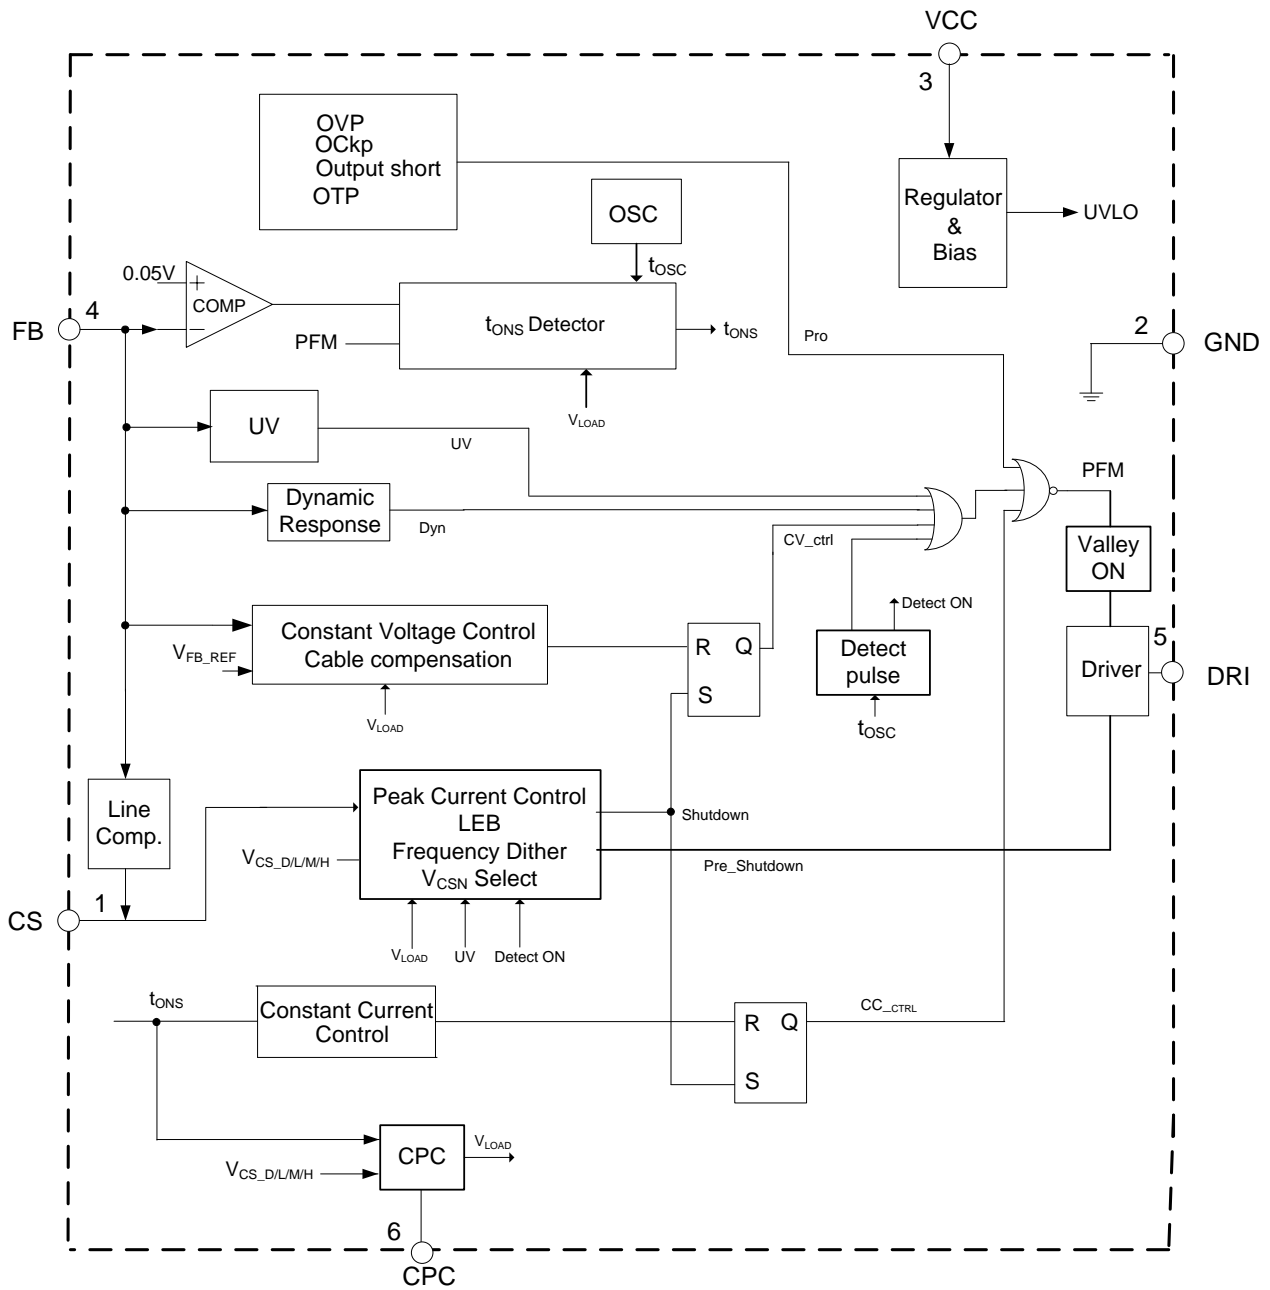 VCC
3
OVP
OCkp
Output short
OTP
OSC
Regulator
&
Bias
UVLO
tOSC
0.05V
+
COMP
−
4
FB
tONS Detector
tONS
PFM
Pro
2
GND
VLOAD
UV
UV
PFM
Dynamic
Response
Dyn
CV_ctrl
Valley
ON
Detect ON
Constant Voltage Control
Cable compensation
VFB_REF
R Q
S
Detect
pulse
5
Driver
DRI
VLOAD
tOSC
Line
Comp.
Peak Current Control
LEB
Frequency Dither
VCSN Select
Shutdown
VCS_D/L/M/H
Pre_Shutdown
1
CS
VLOAD
UV
Detect ON
tONS
Constant Current
Control
R Q
S
CC_CTRL
CPC
VLOAD
VCS_D/L/M/H
6
CPC